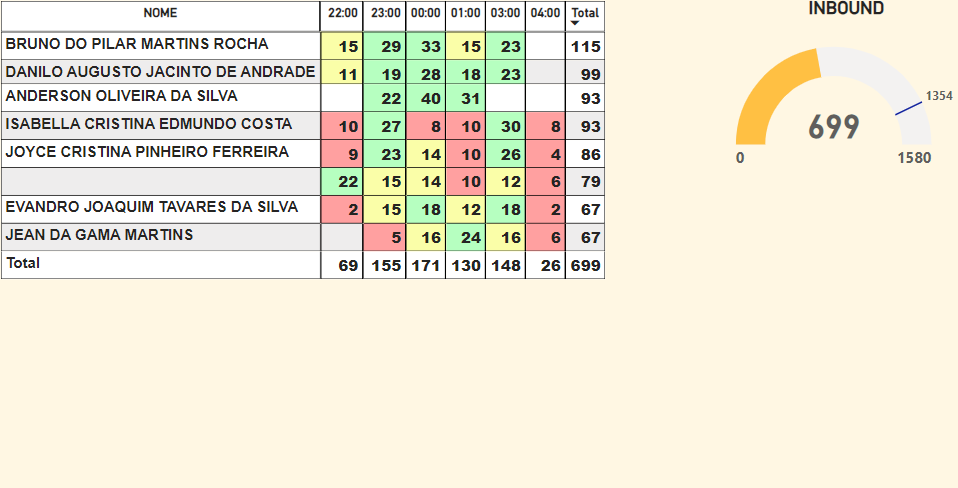 NOME 22:00 23:00 00:00 01:00 03:00 04:00 Total
BRUNO DO PILAR MARTINS ROCHA 15 29 33 15 23 115
DANILO AUGUSTO JACINTO DE ANDRADE 11 19 28 18 23 99
ANDERSON OLIVEIRA DA SILVA 22 40 31 93
ISABELLA CRISTINA EDMUNDO COSTA 10 27 8 10 30 8 93
JOYCE CRISTINA PINHEIRO FERREIRA 9 23 14 10 26 4 86
22 15 14 10 12 6 79
EVANDRO JOAQUIM TAVARES DA SILVA 2 15 18 12 18 2 67
JEAN DA GAMA MARTINS 5 16 24 16 6 67
Total 69 155 171 130 148 26 699
INBOUND
1354
699
0 1580